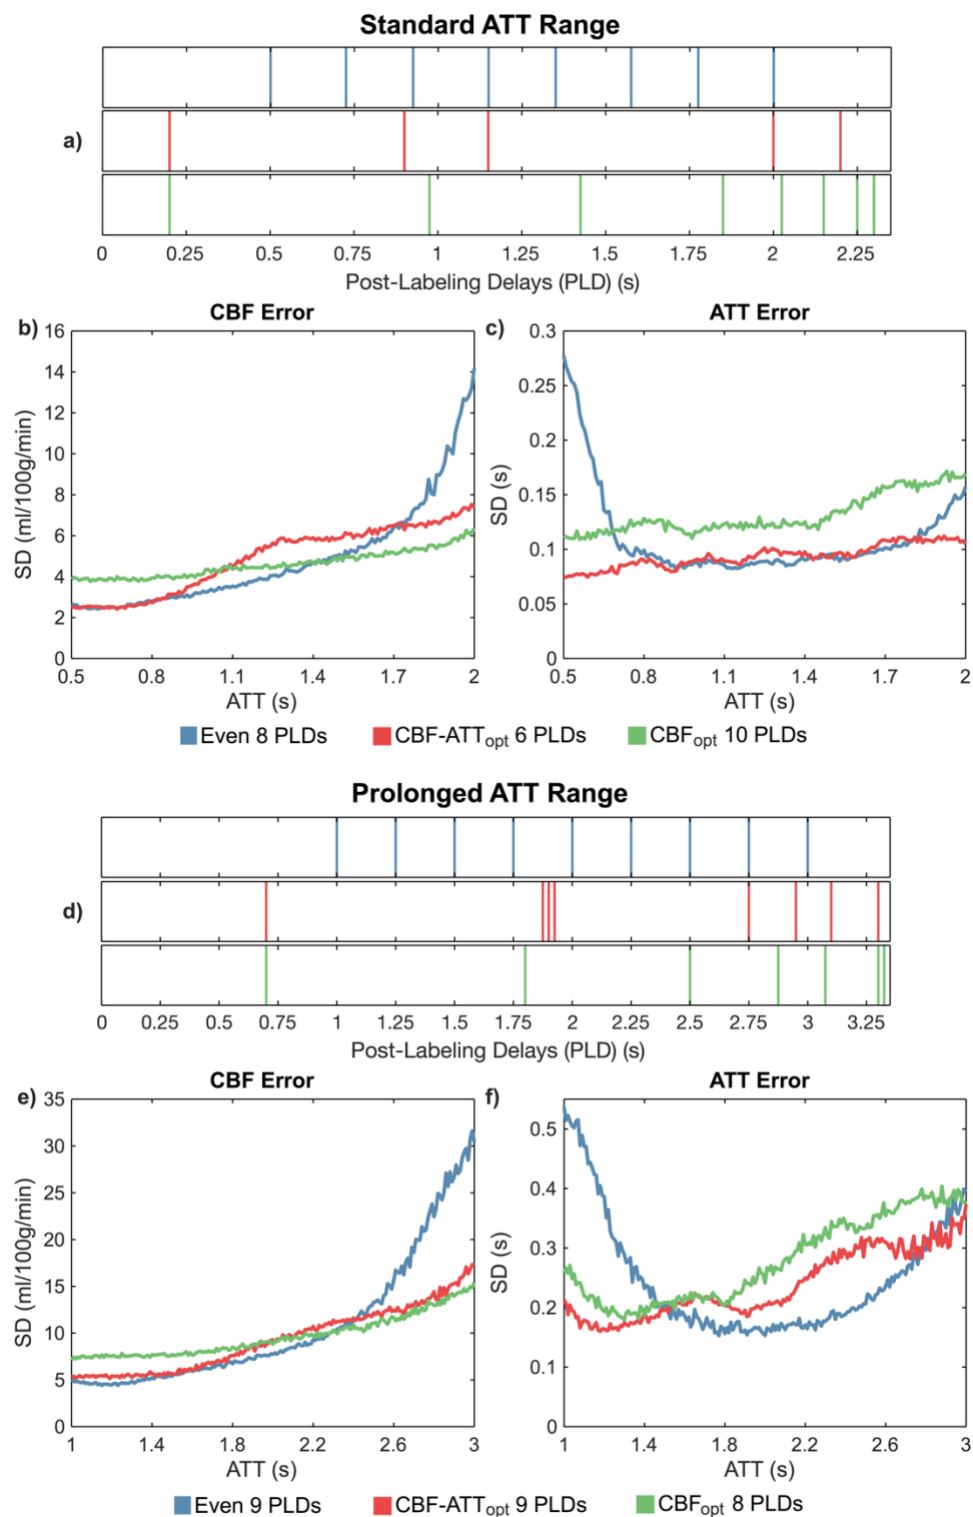 Standard ATT Range
a)
0 0.25 0.5 0.75 1 1.25 1.5 1.75 2 2.25
Post-Labeling Delays (PLD) (s)
b) CBF Error
16
14
12
10
8
6
4
2
0
SD (ml/100g/min)
0.5 0.8 1.1 1.4 1.7 2
ATT (s)
c) ATT Error
0.3
0.25
0.2
0.15
0.1
0.05
0
SD (s)
0.5 0.8 1.1 1.4 1.7 2
ATT (s)
Even 8 PLDs CBF-ATTopt 6 PLDs CBFopt 10 PLDs
Prolonged ATT Range
d)
0 0.25 0.5 0.75 1 1.25 1.5 1.75 2 2.25 2.5 2.75 3 3.25
Post-Labeling Delays (PLD) (s)
e) CBF Error
35
30
25
20
15
10
5
0
SD (ml/100g/min)
1 1.4 1.8 2.2 2.6 3
ATT (s)
f) ATT Error
0.5
0.4
0.3
0.2
0.1
0
SD (s)
1 1.4 1.8 2.2 2.6 3
ATT (s)
Even 9 PLDs CBF-ATTopt 9 PLDs CBFopt 8 PLDs